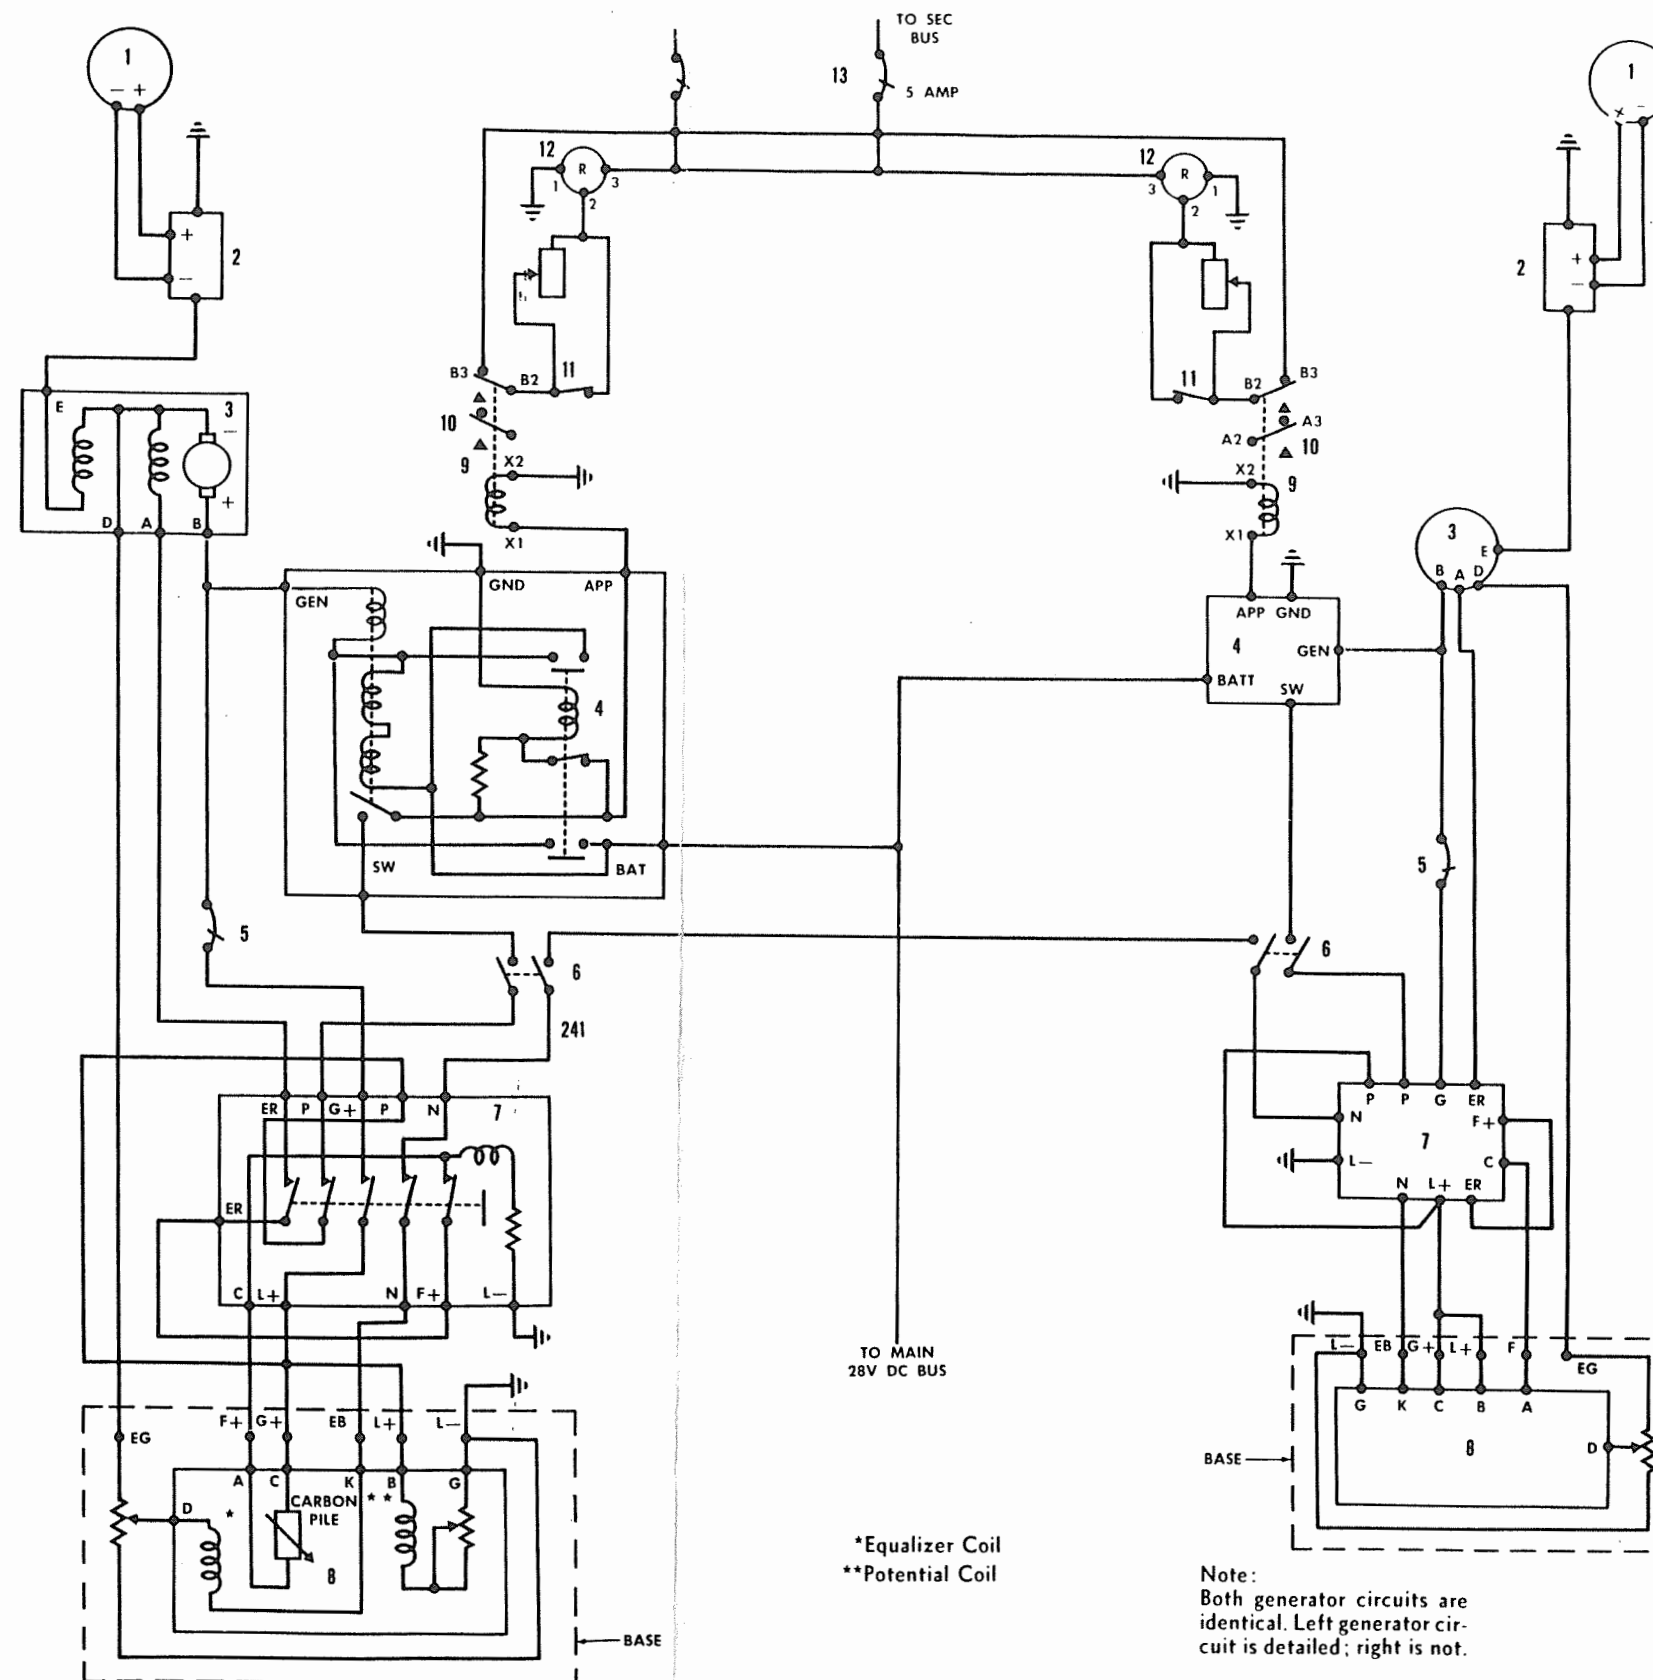 TO SEC
BUS
1
- +
13
5 AMP
1
+ -
12
R
1
3
2
12
R
3
1
2
+
-
2
2
+
-
B3
B2
11
11
B2
B3
10
A3
A2
10
E
3
-
+
D
A
B
9
X2
X1
X2
9
X1
3
E
B
A
D
GND
APP
GEN
APP
GND
4
GEN
BATT
SW
4
SW
BAT
5
5
6
6
241
ER
P
G+
P
N
7
ER
C
L+
N
F+
L-
P
P
G
ER
N
F+
7
L-
C
N
L+
ER
TO MAIN
28V DC BUS
L-
EB
G+
L+
F
EG
G
K
C
B
A
8
D
BASE
F+
G+
EB
L+
L-
EG
A
C
K
B
G
D
*
CARBON
PILE
**
8
BASE
*Equalizer Coil
**Potential Coil
Note:
Both generator circuits are
identical. Left generator cir-
cuit is detailed; right is not.